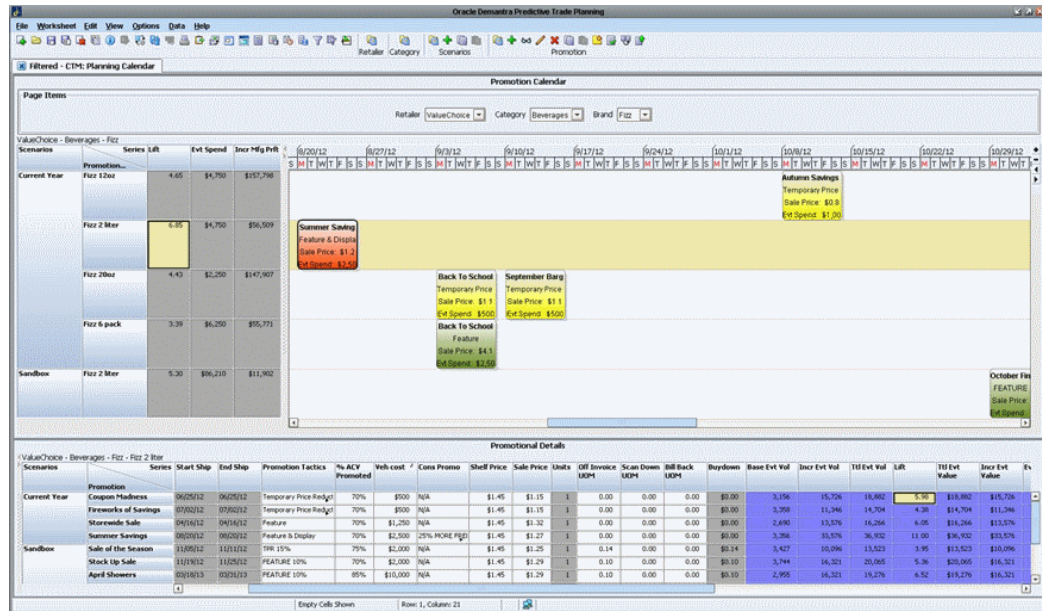 Oracle Demantra Predictive Trade Planning
File Worksheet Edit View Options Data Help
Retailer Category Scenarios Promotion
Filtered - CTM: Planning Calendar
Promotion Calendar
Page Items
Retailer ValueChoice Category Beverages Brand Fizz
ValueChoice - Beverages - Fizz
Scenarios Series Lift Evt Spend Incr Mfg Prft 8/20/12 8/27/12 9/3/12 9/10/12 9/17/12 9/24/12 10/1/12 10/8/12 10/15/12 10/22/12 10/29/12
Promotion... S M T W T F S S M T W T F S S M T W T F S S M T W T F S S M T W T F S S M T W T F S S M T W T F S S M T W T F S S M T W T F S S M T W T F S S M T W T
Current Year Fizz 12oz 4.65 $4,750 $157,798 Autumn Savings
Temporary Price
Sale Price: $0.8
Evt Spend: $1,00
Fizz 2 liter 6.85 $4,750 $56,509 Summer Saving
Feature & Displa
Sale Price: $1.2
Evt Spend: $2,50
Fizz 20oz 4.43 $2,250 $147,907 Back To School September Barg
Temporary Price Temporary Price
Sale Price: $1.1 Sale Price: $1.1
Evt Spend: $500 Evt Spend: $500
Fizz 6 pack 3.39 $6,250 $55,771 Back To School
Feature
Sale Price: $4.1
Evt Spend: $2,50
Sandbox Fizz 2 liter 5.30 $86,210 $11,902 October Fin
FEATURE
Sale Price:
Evt Spend:
Promotional Details
ValueChoice - Beverages - Fizz - Fizz 2 liter
Scenarios Series Start Ship End Ship Promotion Tactics % ACV Promoted Veh cost Cons Promo Shelf Price Sale Price Units Off Invoice UOM Scan Down UOM Bill Back UOM Buydown Base Evt Vol Incr Evt Vol Ttl Evt Vol Lift Ttl Evt Value Incr Evt Value Ev
Promotion
Current Year Coupon Madness 06/25/12 06/25/12 Temporary Price Reduct 70% $500 N/A $1.45 $1.15 1 0.00 0.00 0.00 $0.00 3,156 15,726 18,882 5.98 $18,882 $15,726
Fireworks of Savings 07/02/12 07/02/12 Temporary Price Reduct 70% $500 N/A $1.45 $1.15 1 0.00 0.00 0.00 $0.00 3,358 11,346 14,704 4.38 $14,704 $11,346
Storewide Sale 04/16/12 04/16/12 Feature 70% $1,250 N/A $1.45 $1.32 1 0.00 0.00 0.00 $0.00 2,690 13,576 16,266 6.05 $16,266 $13,576
Summer Savings 08/20/12 08/20/12 Feature & Display 70% $2,500 25% MORE FREE $1.45 $1.27 1 0.00 0.00 0.00 $0.00 3,356 33,576 36,932 11.00 $36,932 $33,576
Sandbox Sale of the Season 11/05/12 11/11/12 TPR 15% 75% $2,000 N/A $1.45 $1.25 1 0.14 0.00 0.00 $0.14 3,427 10,096 13,523 3.95 $13,523 $10,096
Stock Up Sale 11/19/12 11/25/12 FEATURE 10% 70% $2,000 N/A $1.45 $1.29 1 0.10 0.00 0.00 $0.10 3,744 16,321 20,065 5.36 $20,065 $16,321
April Showers 03/18/13 03/31/13 FEATURE 10% 85% $10,000 N/A $1.45 $1.29 1 0.10 0.00 0.00 $0.10 2,955 16,321 19,276 6.52 $19,276 $16,321
Empty Cells Shown Row: 1, Column: 21